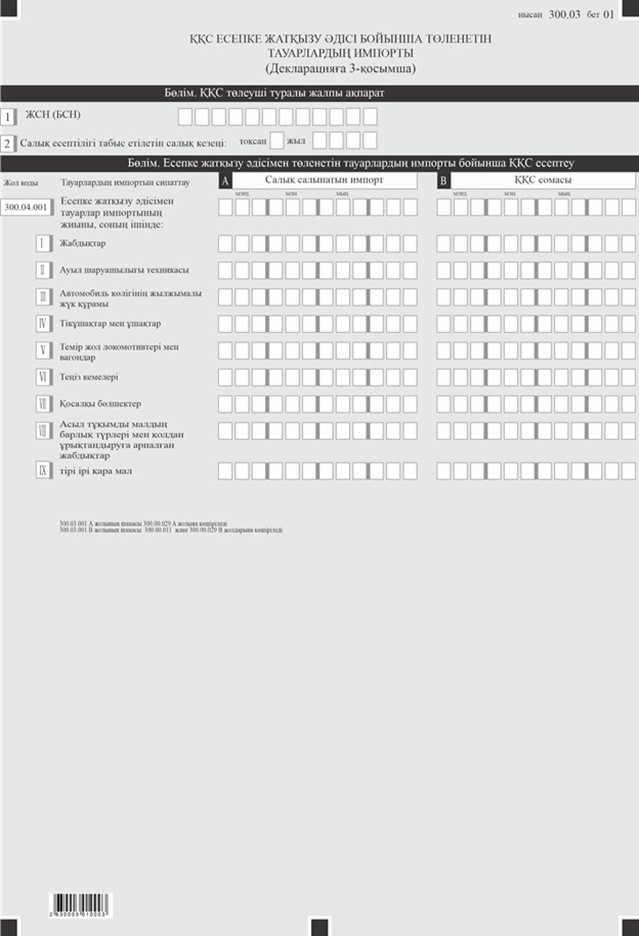 нысан 300.03 бет 01
ҚҚС ЕСЕПКЕ ЖАТҚЫЗУ ӘДІСІ БОЙЫНША ТӨЛЕНЕТІН
ТАУАРЛАРДЫҢ ИМПОРТЫ
(Декларацияға 3-қосымша)
Бөлім. ҚҚС төлеуші туралы жалпы ақпарат
1 ЖСН (БСН)
2 Салық есептілігі табыс етілетін салық кезеңі: тоқсан жыл
Бөлім. Есепке жатқызу әдісімен төленетін тауарлардың импорты бойынша ҚҚС есептеу
Жол коды Тауарлардың импортын сипаттау A Салық салынатын импорт B ҚҚС сомасы
млрд млн мың млрд млн мың
300.04.001 Есепке жатқызу әдісімен
тауарлар импортының
жиыны, соның ішінде:
I Жабдықтар
II Ауыл шаруашылығы техникасы
III Автомобиль көлігінің жылжымалы
жүк құрамы
IV Тікұшақтар мен ұшақтар
V Темір жол локомотивтері мен
вагондар
VI Теңіз кемелері
VII Қосалқы бөлшектер
VIII Асыл тұқымды малдың
барлық түрлері мен қолдан
ұрықтандыруға арналған
жабдықтар
IX тірі ірі қара мал
300.03.001 А жолының шамасы 300.00.029 А жолына көшіріледі
300.03.001 В жолының шамасы 300.00.011 және 300.00.029 В жолдарына көшіріледі
2 300003 010003